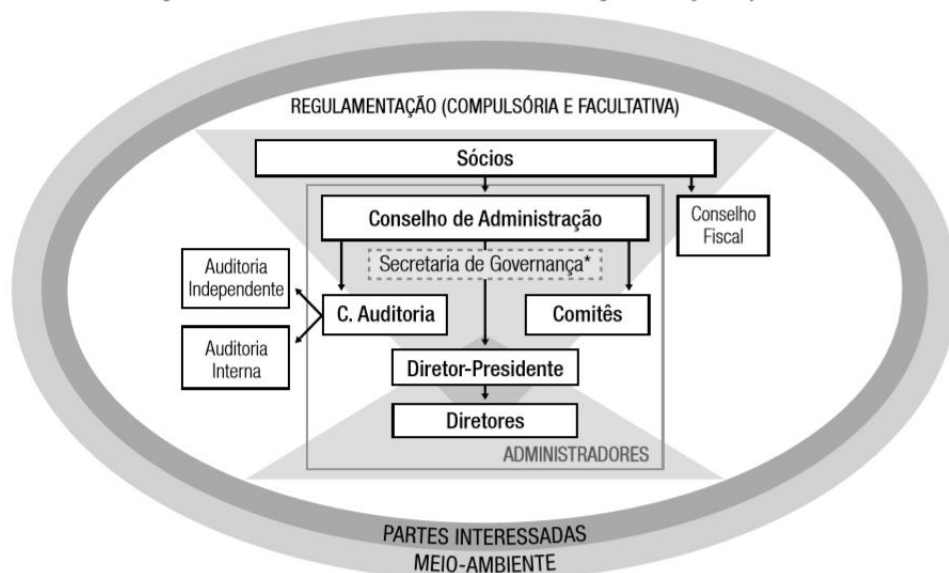 REGULAMENTAÇÃO (COMPULSÓRIA E FACULTATIVA)
Sócios
Conselho de Administração
Conselho
Fiscal
Secretaria de Governança*
Auditoria
Independente
C. Auditoria
Comitês
Auditoria
Interna
Diretor-Presidente
Diretores
ADMINISTRADORES
PARTES INTERESSADAS
MEIO-AMBIENTE